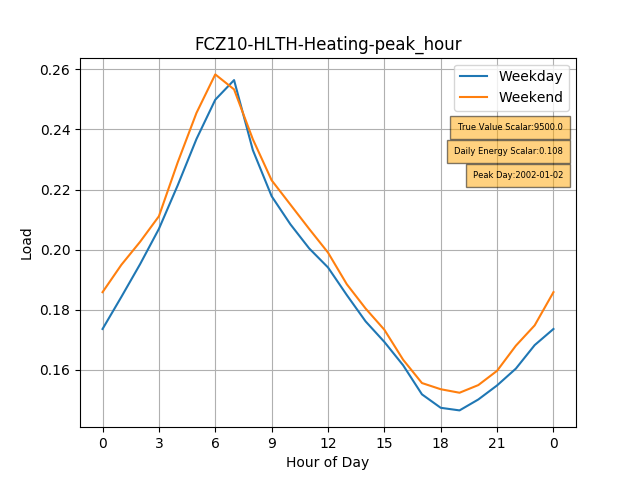 FCZ10-HLTH-Heating-peak_hour
Weekday
Weekend
True Value Scalar:9500.0
Daily Energy Scalar:0.108
Peak Day:2002-01-02
Load
0.26
0.24
0.22
0.20
0.18
0.16
0 3 6 9 12 15 18 21 0
Hour of Day